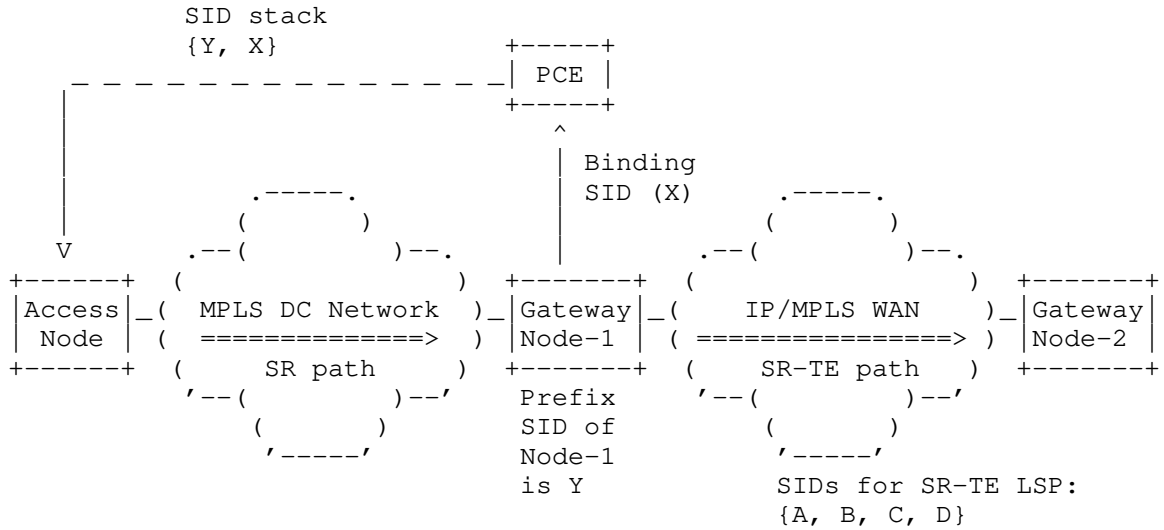 SID stack
{Y, X}
PCE
Binding
SID (X)
Access
Node
MPLS DC Network
SR path
Gateway
Node-1
IP/MPLS WAN
SR-TE path
Gateway
Node-2
Prefix
SID of
Node-1
is Y
SIDs for SR-TE LSP:
{A, B, C, D}